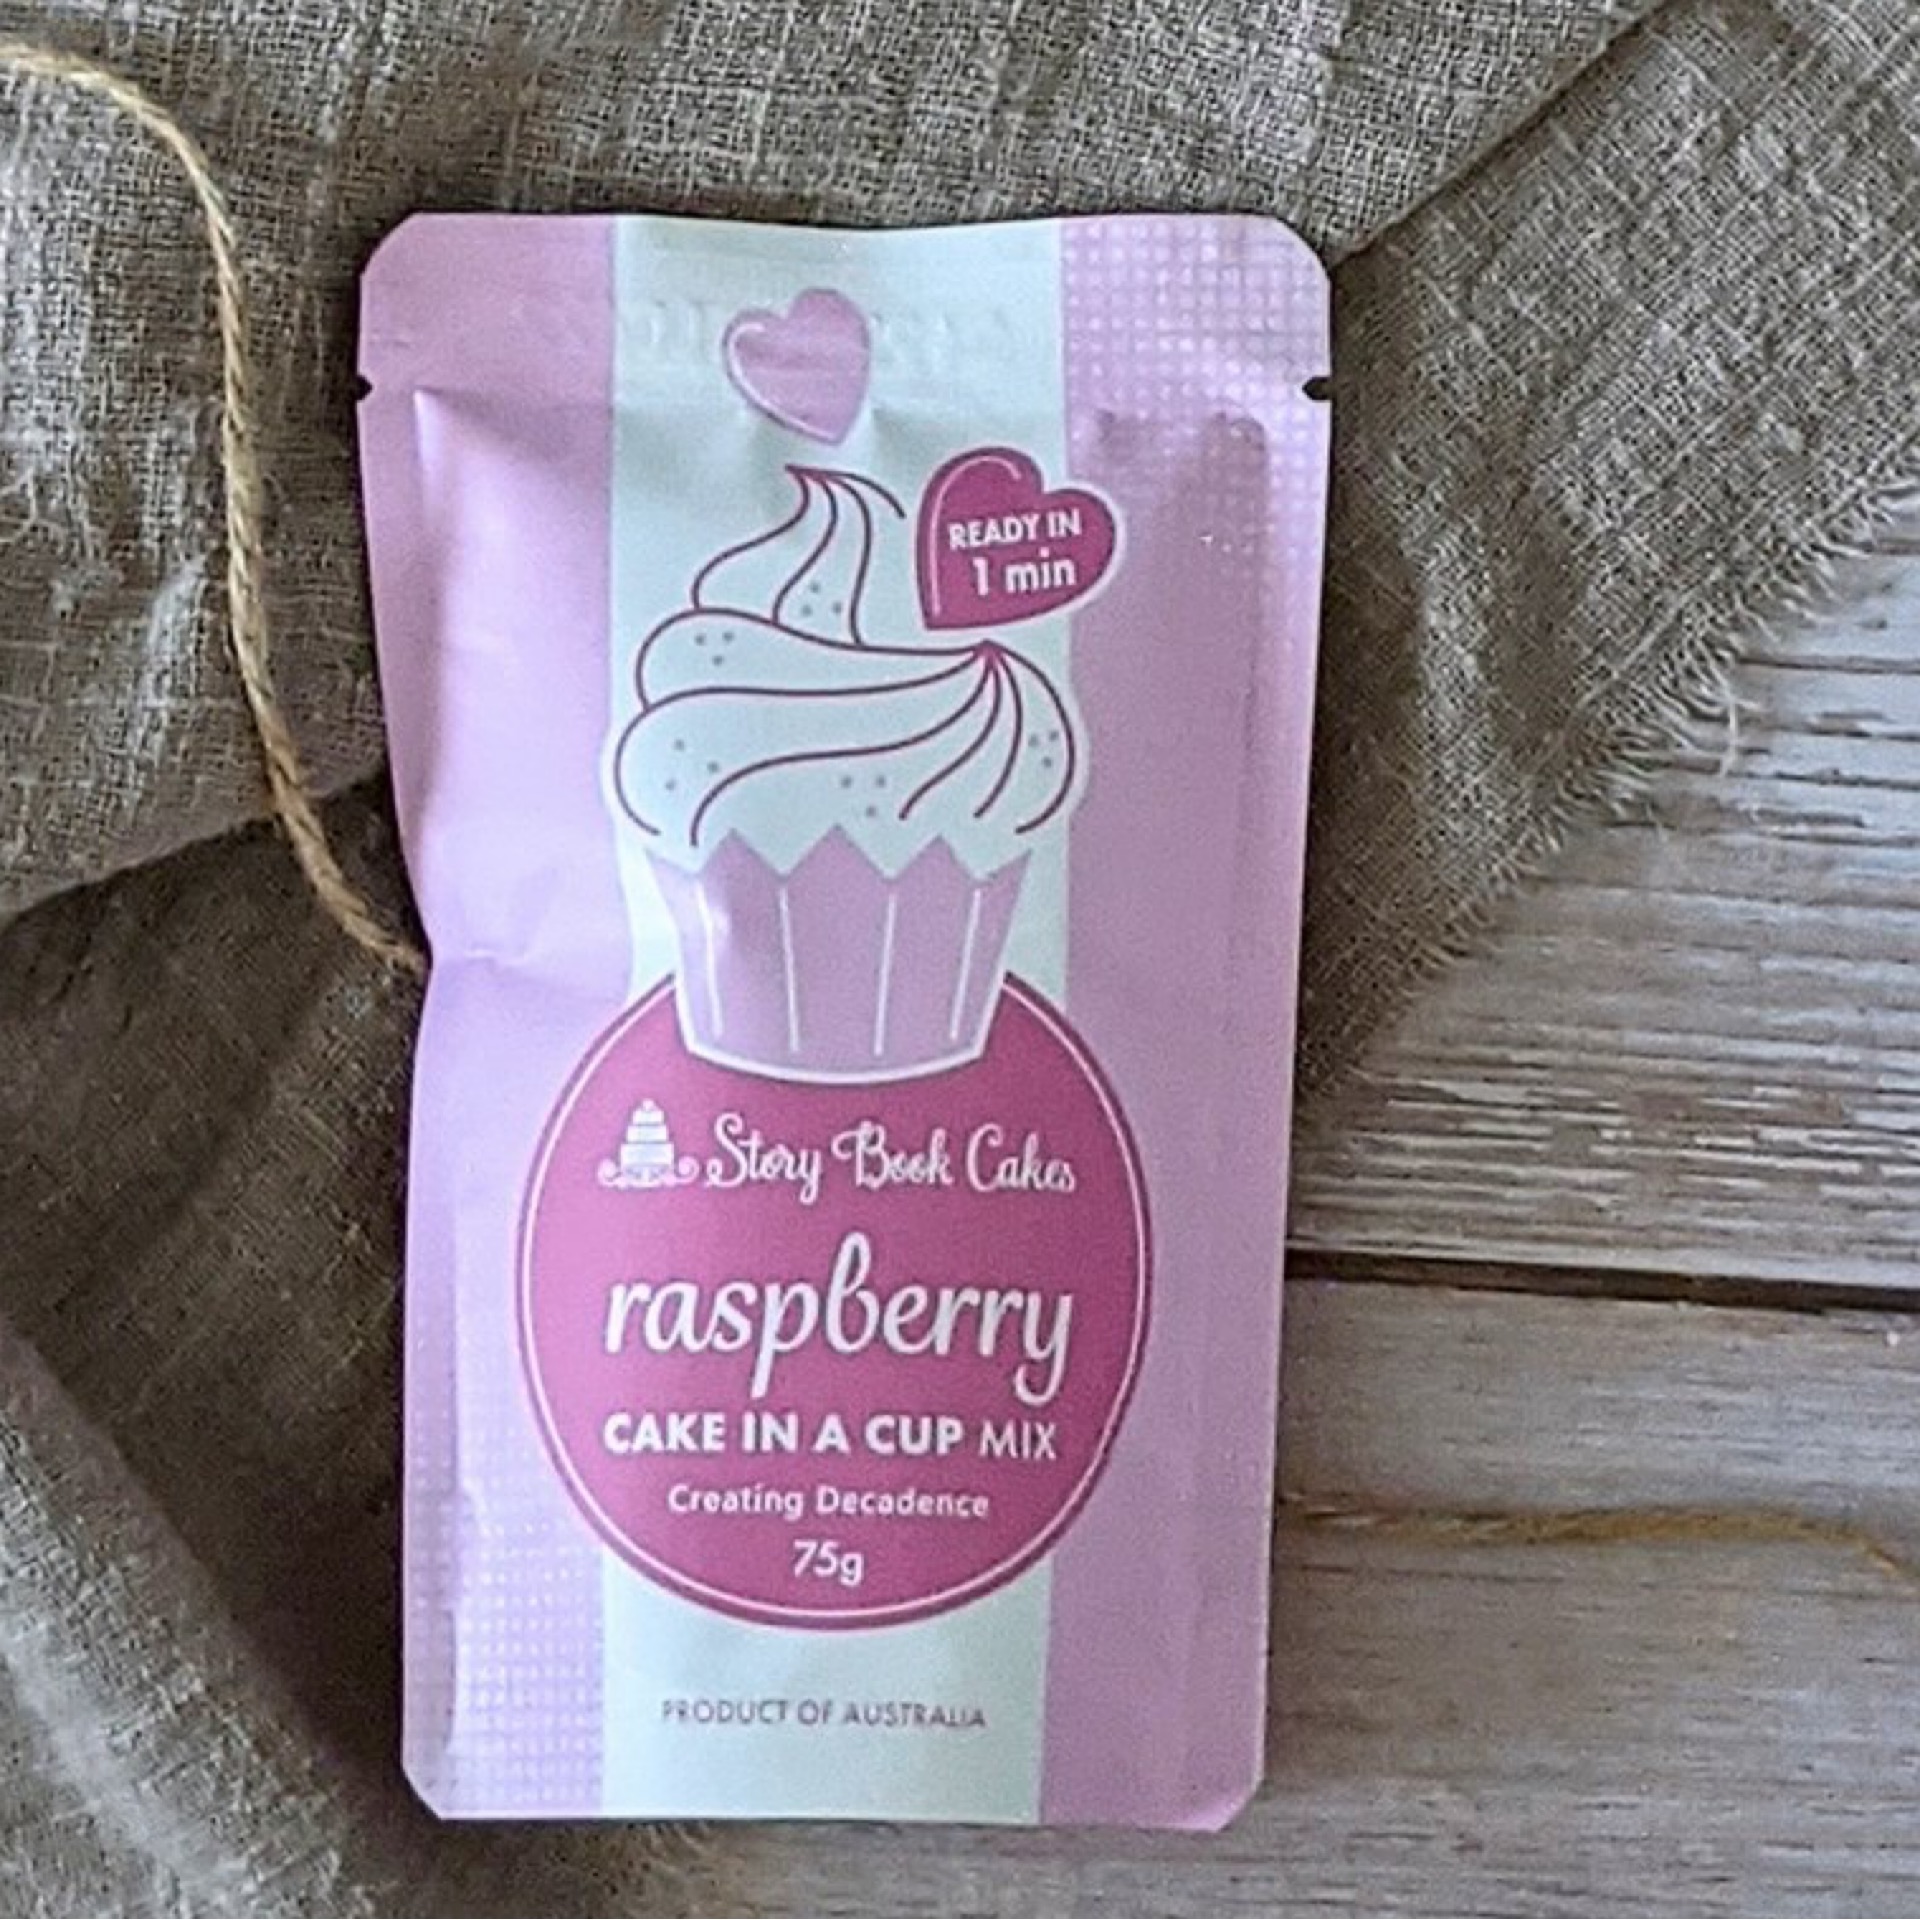 READY IN
1 min
Story Book Cakes
raspberry
CAKE IN A CUP MIX
Creating Decadence
75g
PRODUCT OF AUSTRALIA